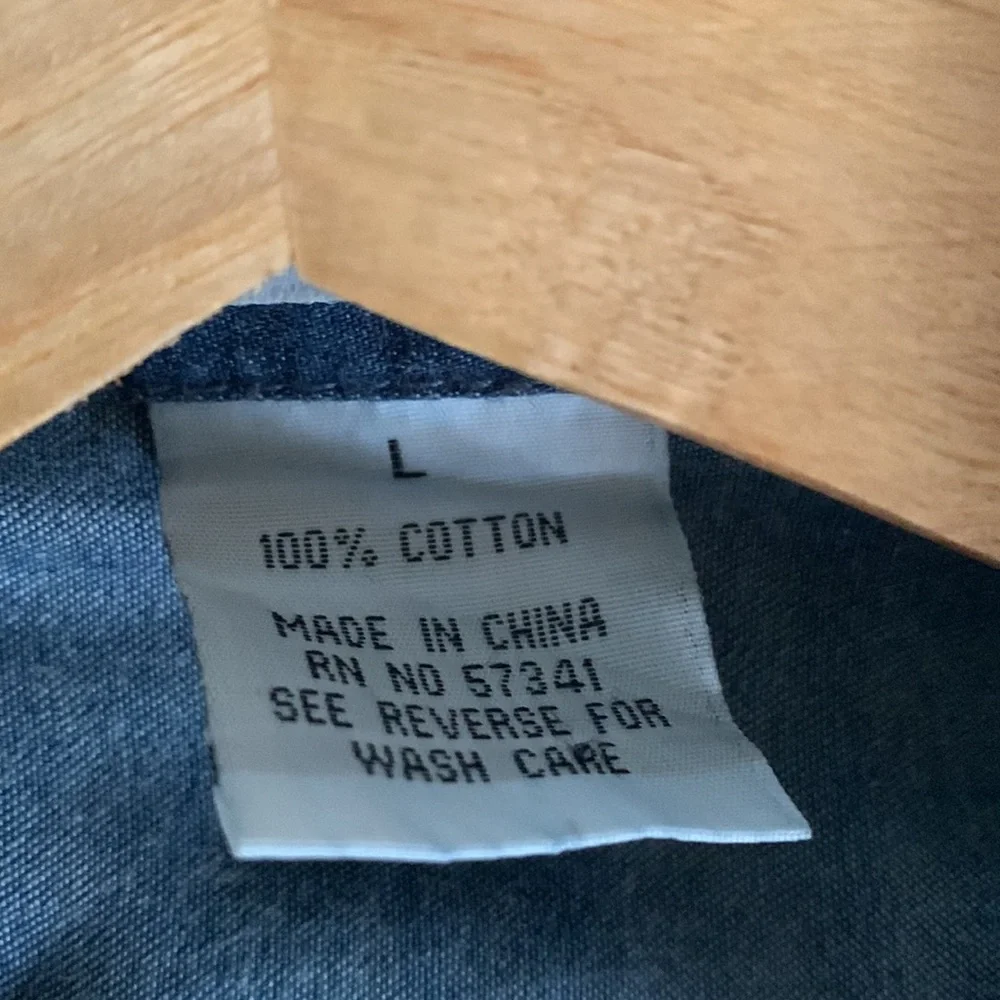 L
100% COTTON
MADE IN CHINA
RN NO 57341
SEE REVERSE FOR
WASH CARE